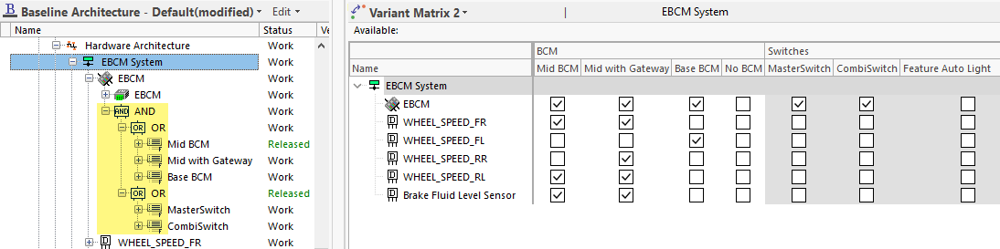 Baseline Architecture - Default(modified) Edit
Name Status Ve
Hardware Architecture Work
EBCM System Work
EBCM Work
EBCM Work
AND AND Work
OR OR Work
Mid BCM Released
Mid with Gateway Work
Base BCM Work
OR OR Released
MasterSwitch Work
CombiSwitch Work
WHEEL_SPEED_FR Work
Variant Matrix 2 | EBCM System
Available:
BCM Switches
Name Mid BCM Mid with Gateway Base BCM No BCM MasterSwitch CombiSwitch Feature Auto Light
EBCM System
EBCM
D WHEEL_SPEED_FR
D WHEEL_SPEED_FL
D WHEEL_SPEED_RR
D WHEEL_SPEED_RL
D Brake Fluid Level Sensor